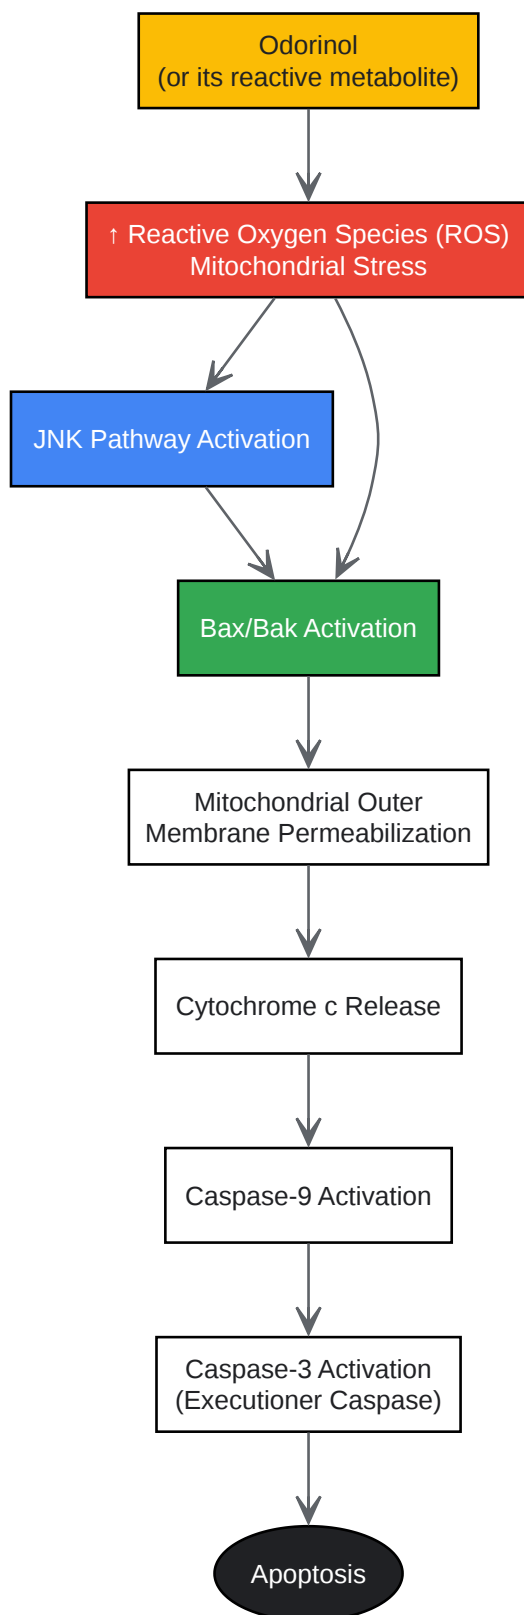 Odorinol
(or its reactive metabolite)
↑ Reactive Oxygen Species (ROS)
Mitochondrial Stress
JNK Pathway Activation
Bax/Bak Activation
Mitochondrial Outer
Membrane Permeabilization
Cytochrome c Release
Caspase-9 Activation
Caspase-3 Activation
(Executioner Caspase)
Apoptosis